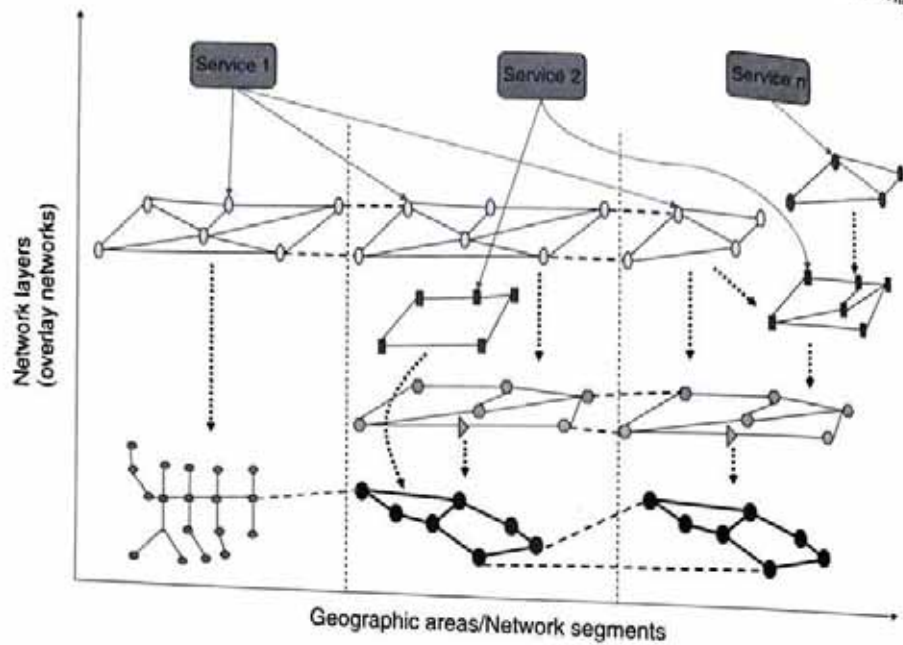 Service 1
Service 2
Service n
Network layers
(overlay networks)
Geographic areas/Network segments